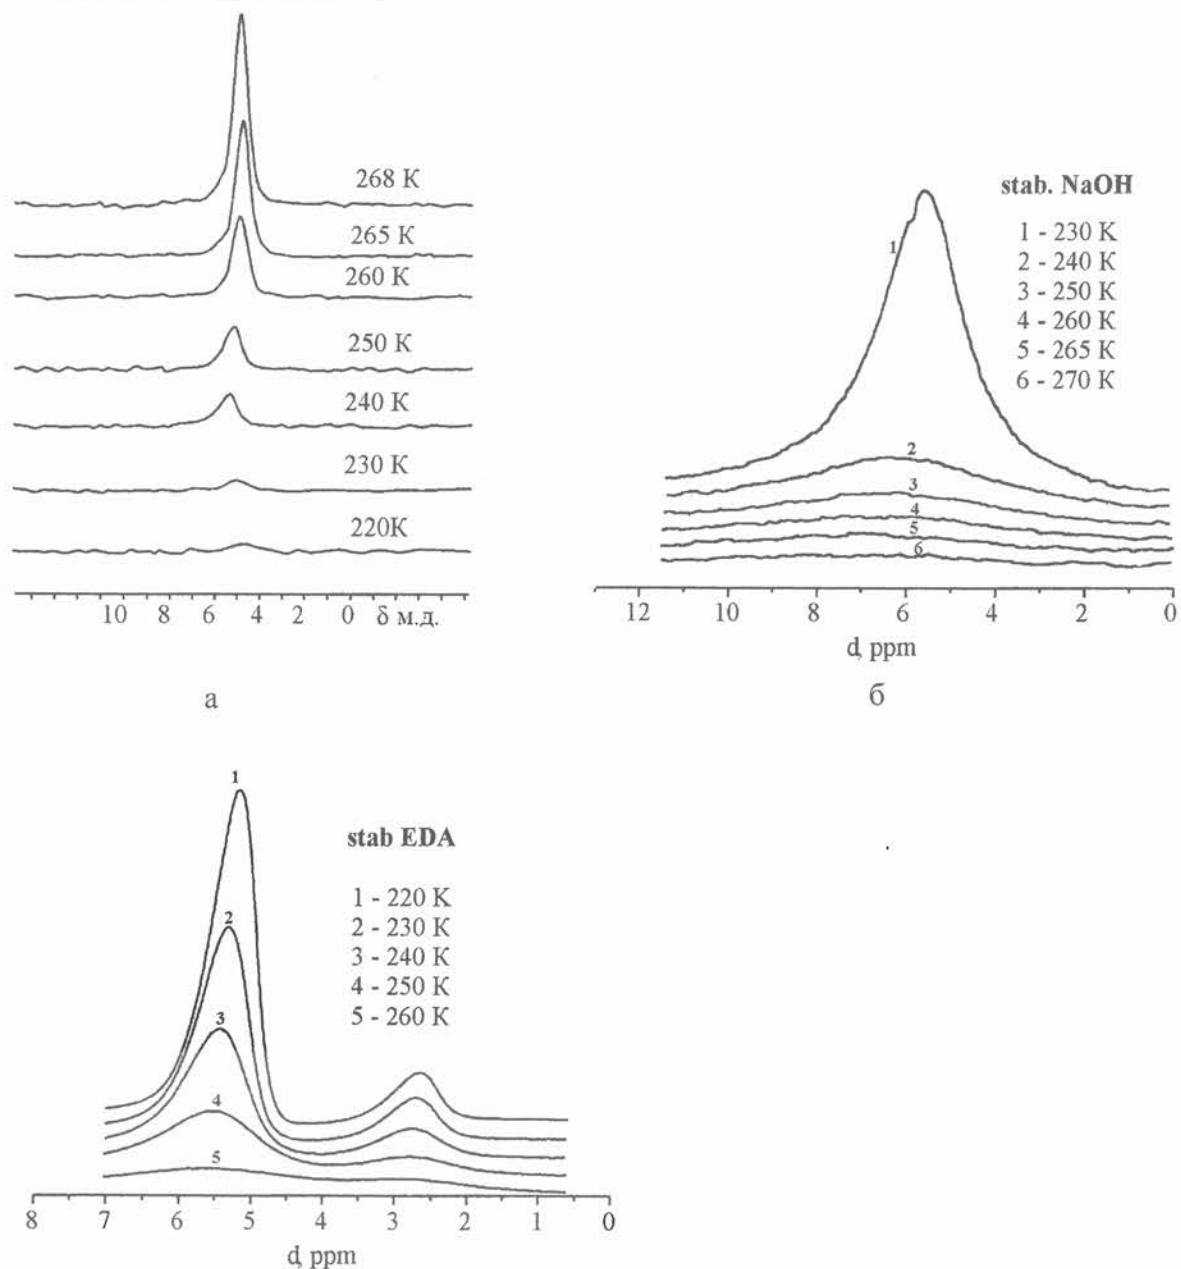 268 К
265 К
260 К
250 К
240 К
230 К
220К
10 8 6 4 2 0 δ м.д.
а
stab. NaOH
1 - 230 K
2 - 240 K
3 - 250 K
4 - 260 K
5 - 265 K
6 - 270 K
1
2
3
4
5
6
12 10 8 6 4 2 0
d, ppm
б
stab EDA
1 - 220 K
2 - 230 K
3 - 240 K
4 - 250 K
5 - 260 K
1
2
3
4
5
8 7 6 5 4 3 2 1 0
d, ppm